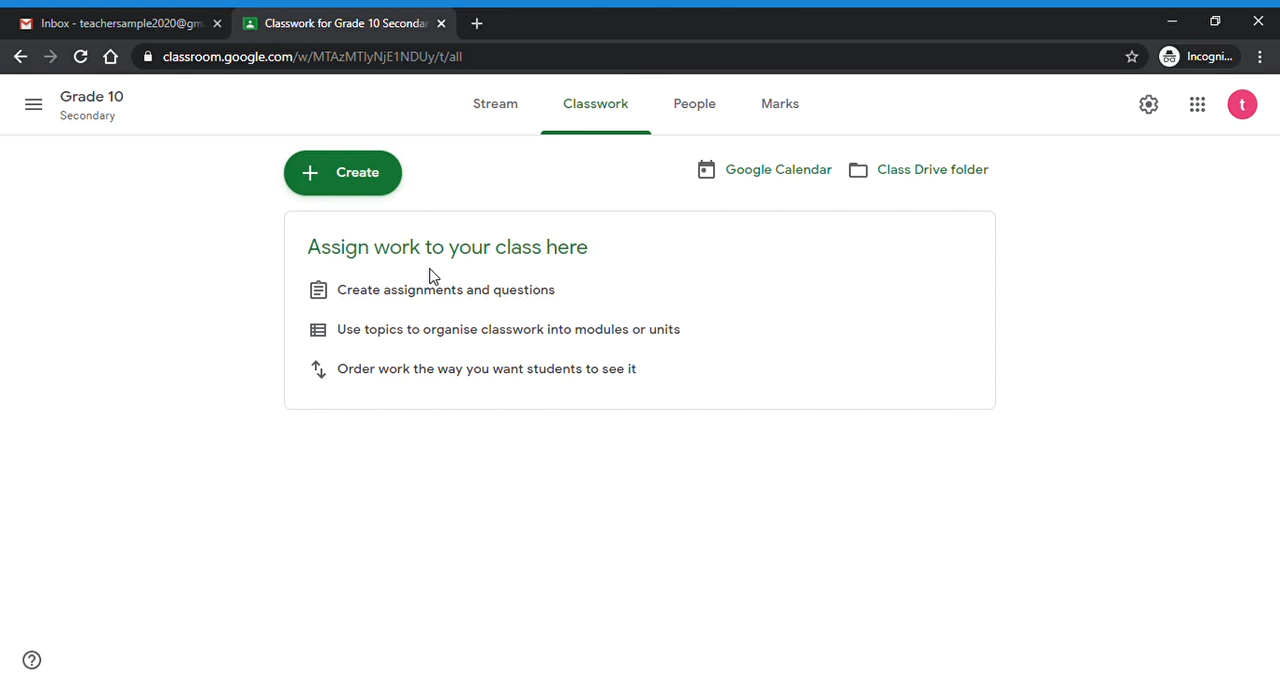 Inbox - teachersample2020@gm
Classwork for Grade 10 Secondar
classroom.google.com/w/MTAzMTIyNjE1NDUy/t/all
Incogni...
Grade 10
Secondary
Stream
Classwork
People
Marks
t
Create
Google Calendar
Class Drive folder
Assign work to your class here
Create assignments and questions
Use topics to organise classwork into modules or units
Order work the way you want students to see it